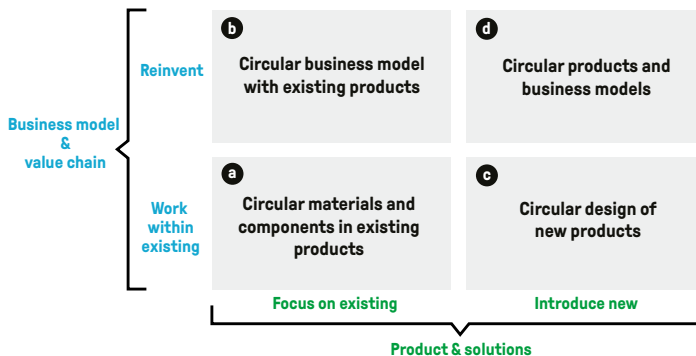 b
Circular business model
with existing products
d
Circular products and
business models
Reinvent
Business model
&
value chain
a
Circular materials and
components in existing
products
c
Circular design of
new products
Work
within
existing
Focus on existing
Introduce new
Product & solutions